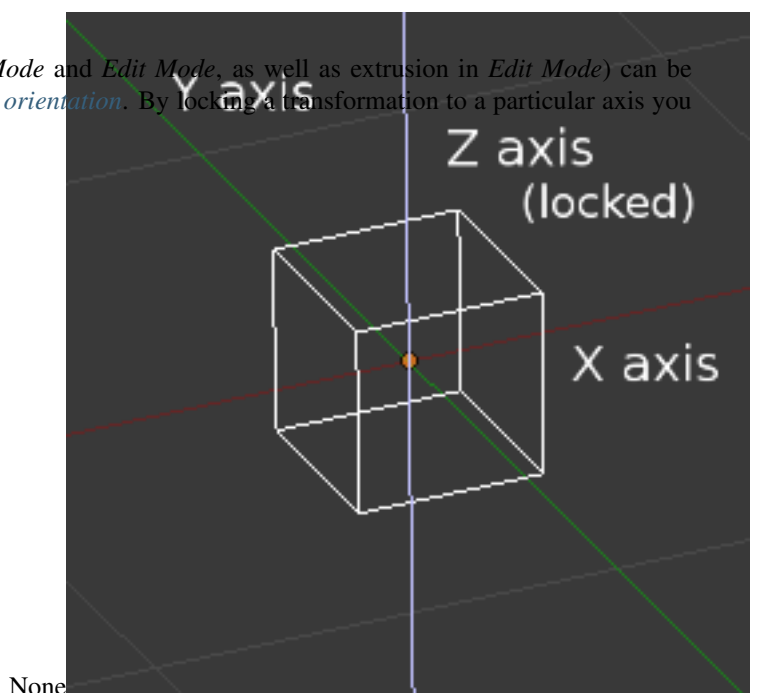 Mode and Edit Mode, as well as extrusion in Edit Mode) can be
orientation. By locking a transformation to a particular axis you
Y axis
Z axis
(locked)
X axis
None